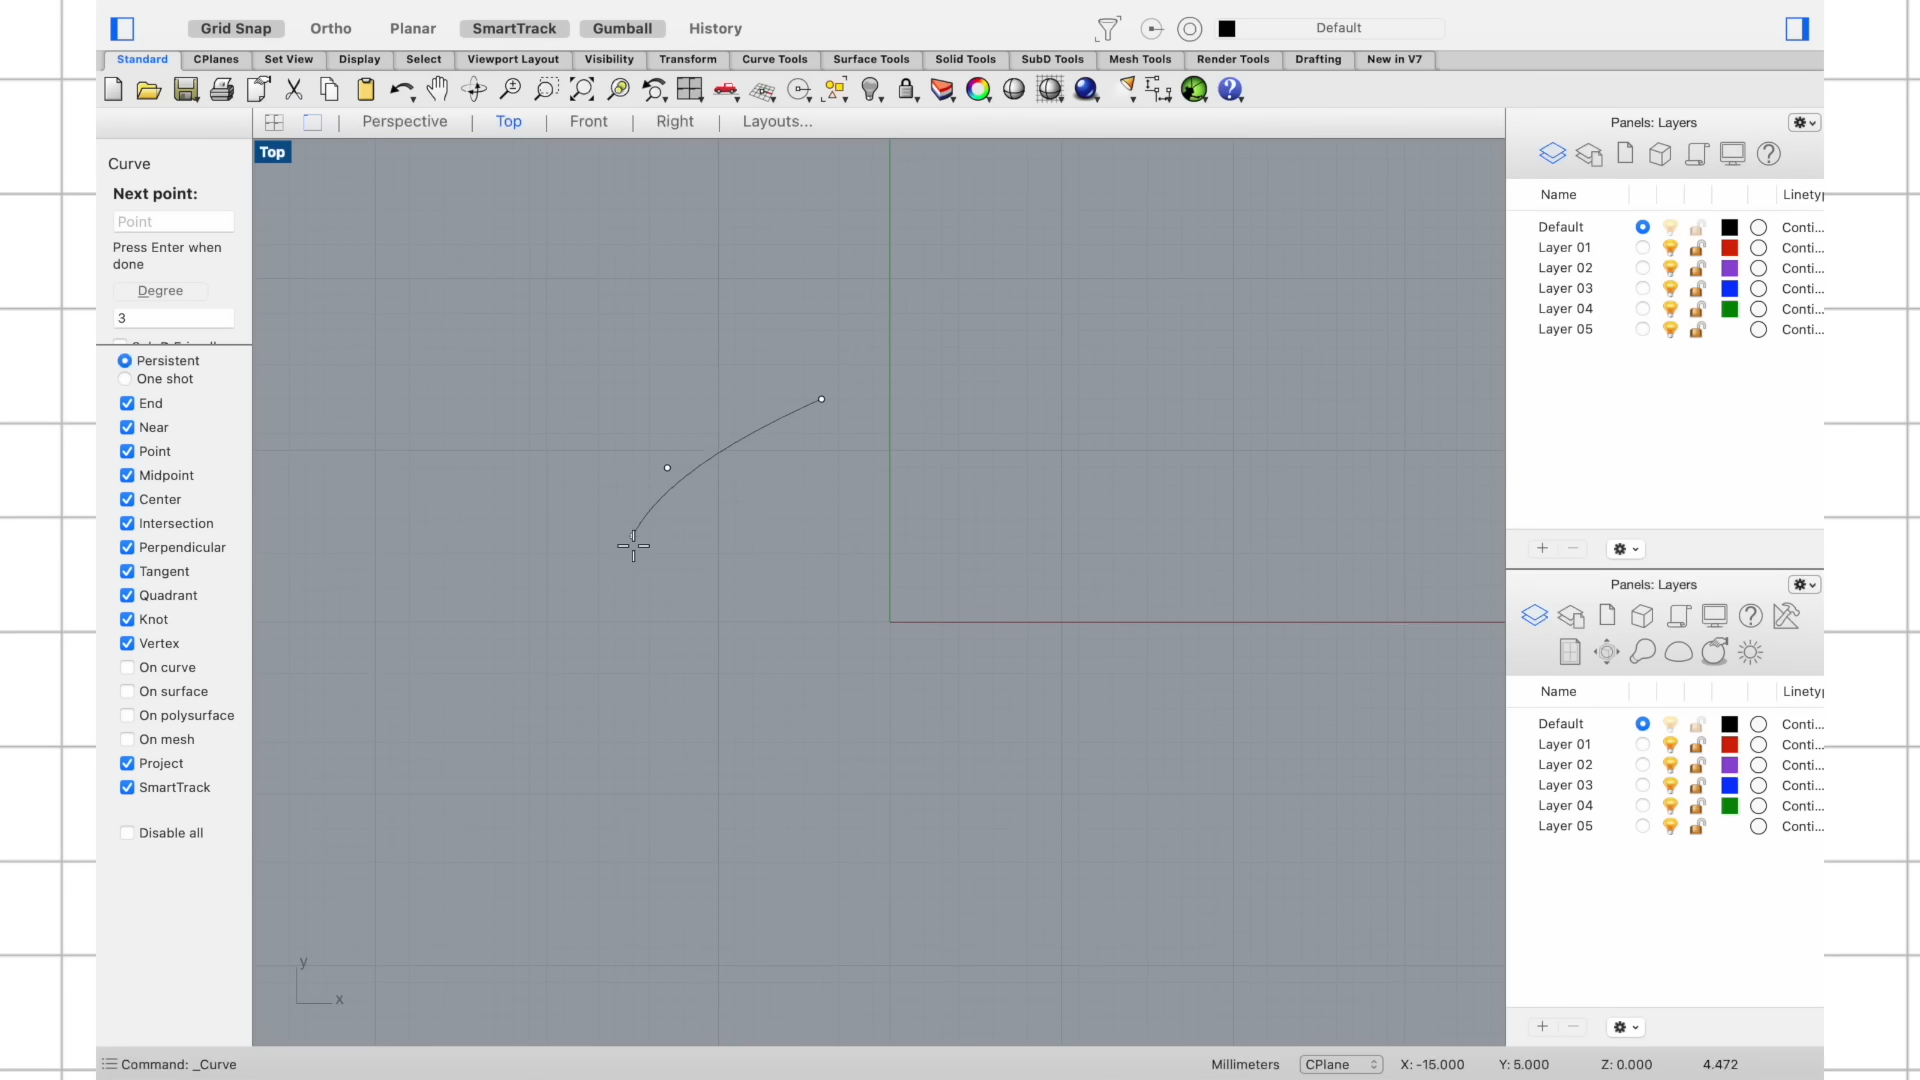 Grid Snap Ortho Planar SmartTrack Gumball History Default
Standard CPlanes Set View Display Select Viewport Layout Visibility Transform Curve Tools Surface Tools Solid Tools SubD Tools Mesh Tools Render Tools Drafting New in V7
Perspective Top Front Right Layouts...
Top
Curve
Next point:
Point
Press Enter when
done
Degree
3
Persistent
One shot
End
Near
Point
Midpoint
Center
Intersection
Perpendicular
Tangent
Quadrant
Knot
Vertex
On curve
On surface
On polysurface
On mesh
Project
SmartTrack
Disable all
y
x
Panels: Layers
Name Linety
Default Conti...
Layer 01 Conti...
Layer 02 Conti...
Layer 03 Conti...
Layer 04 Conti...
Layer 05 Conti...
Panels: Layers
Name Linety
Default Conti...
Layer 01 Conti...
Layer 02 Conti...
Layer 03 Conti...
Layer 04 Conti...
Layer 05 Conti...
Command: _Curve
Millimeters CPlane X: -15.000 Y: 5.000 Z: 0.000 4.472